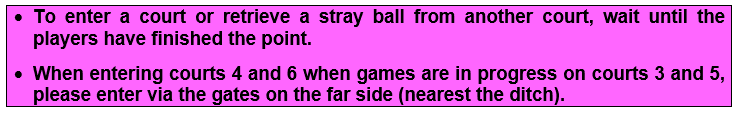 • To enter a court or retrieve a stray ball from another court, wait until the
players have finished the point.
• When entering courts 4 and 6 when games are in progress on courts 3 and 5,
please enter via the gates on the far side (nearest the ditch).